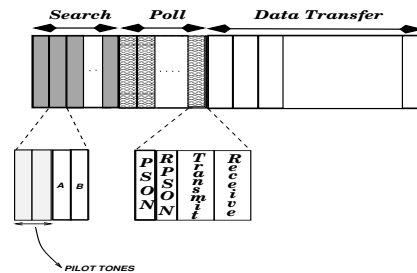 Search Poll Data Transfer
A B
PSON RPSON Transmit Receive
PILOT TONES